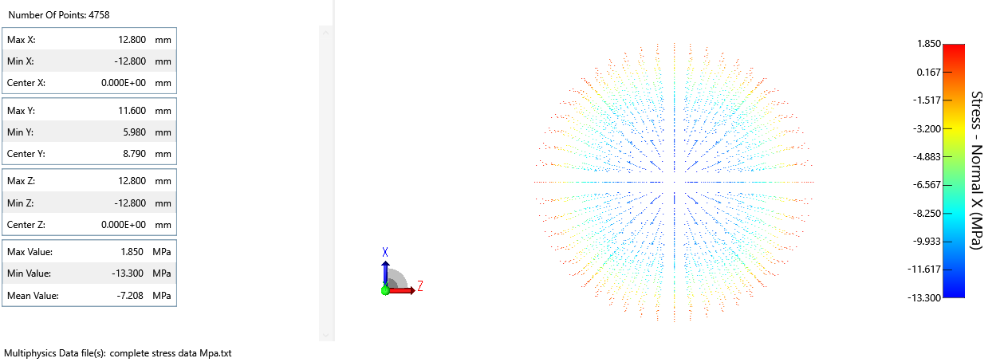 Number Of Points: 4758
Max X: 12.800 mm
Min X: -12.800 mm
Center X: 0.000E+00 mm
Max Y: 11.600 mm
Min Y: 5.980 mm
Center Y: 8.790 mm
Max Z: 12.800 mm
Min Z: -12.800 mm
Center Z: 0.000E+00 mm
Max Value: 1.850 MPa
Min Value: -13.300 MPa
Mean Value: -7.208 MPa
Multiphysics Data file(s): complete stress data Mpa.txt
X
Z
1.850
0.167
-1.517
-3.200
-4.883
-6.567
-8.250
-9.933
-11.617
-13.300
Stress - Normal X (MPa)